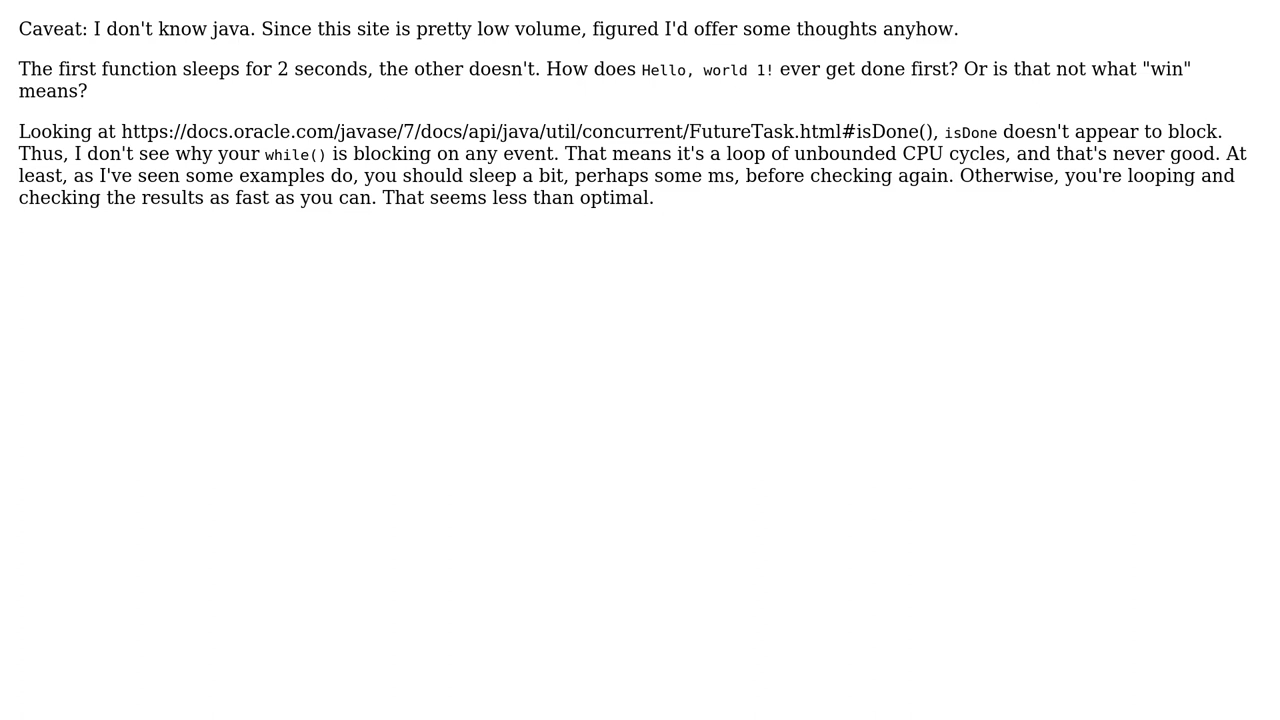 Caveat: I don't know java. Since this site is pretty low volume, figured I'd offer some thoughts anyhow.
The first function sleeps for 2 seconds, the other doesn't. How does Hello, world 1! ever get done first? Or is that not what "win"
means?
Looking at https://docs.oracle.com/javase/7/docs/api/java/util/concurrent/FutureTask.html#isDone(), isDone doesn't appear to block.
Thus, I don't see why your while() is blocking on any event. That means it's a loop of unbounded CPU cycles, and that's never good. At
least, as I've seen some examples do, you should sleep a bit, perhaps some ms, before checking again. Otherwise, you're looping and
checking the results as fast as you can. That seems less than optimal.